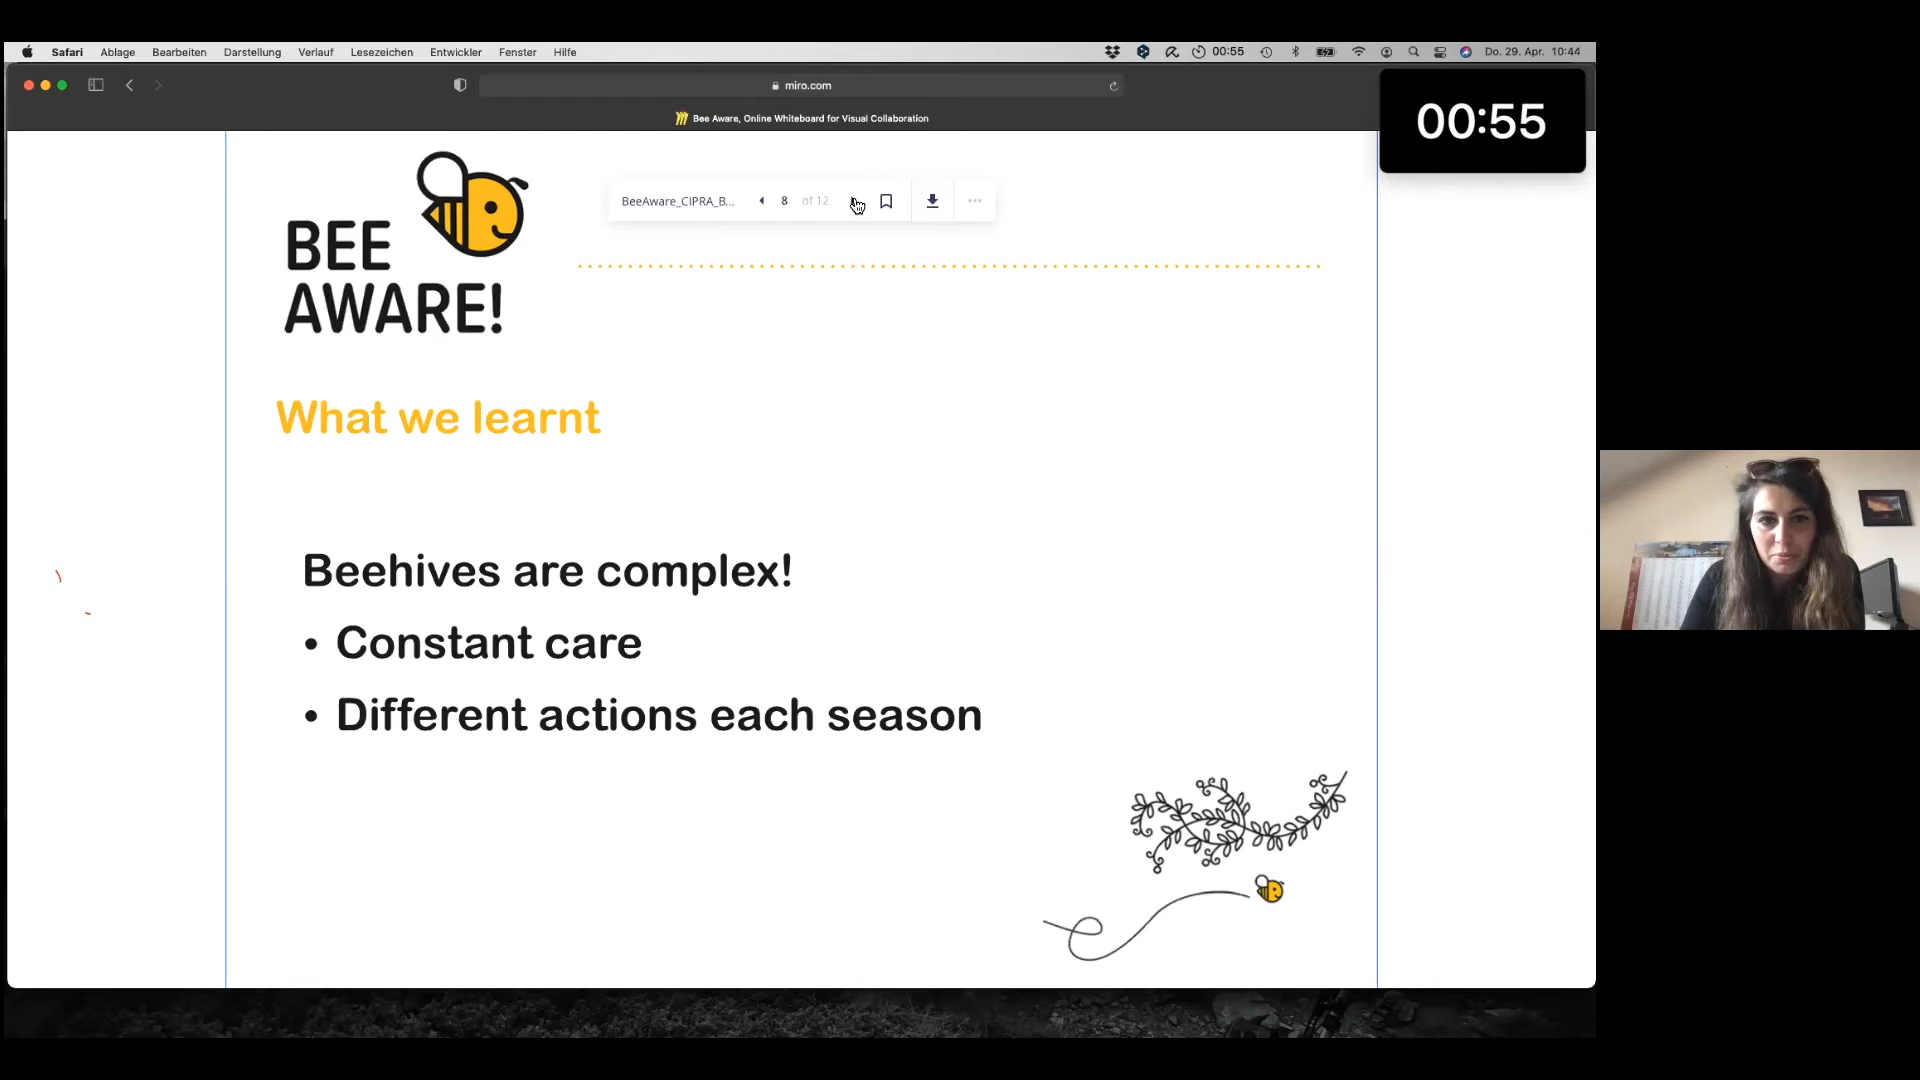 Safari Ablage Bearbeiten Darstellung Verlauf Lesezeichen Entwickler Fenster Hilfe 00:55 Do. 29. Apr. 10:44
miro.com
Bee Aware, Online Whiteboard for Visual Collaboration
00:55
BeeAware_CIPRA_B... 8 of 12
BEE
AWARE!
What we learnt
Beehives are complex!
• Constant care
• Different actions each season